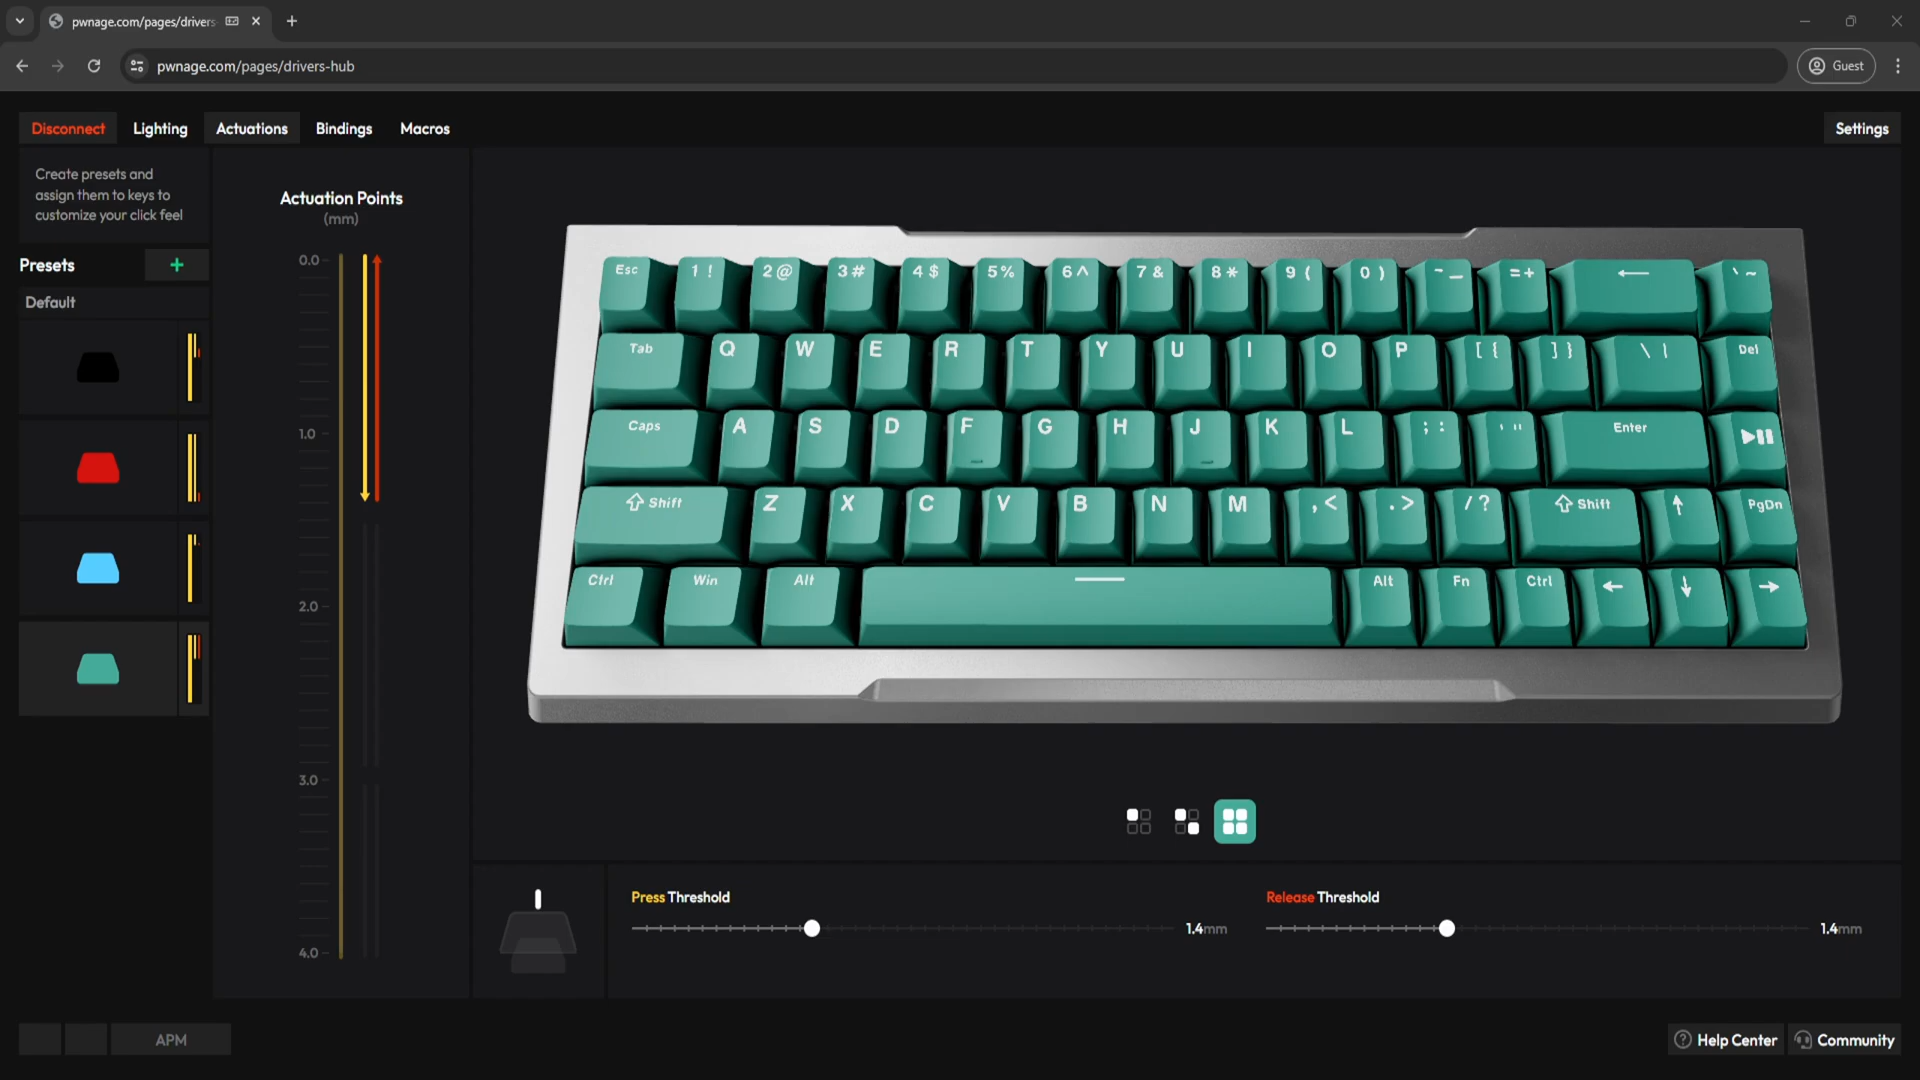 pwnage.com/pages/drivers
pwnage.com/pages/drivers-hub
Guest
Disconnect
Lighting
Actuations
Bindings
Macros
Settings
Create presets and
assign them to keys to
customize your click feel
Presets
+
Default
Actuation Points
(mm)
0.0
1.0
2.0
3.0
4.0
Esc 1 ! 2 @ 3 # 4 $ 5 % 6 ^ 7 & 8 * 9 ( 0 ) - _ = + ← ` ~
Tab Q W E R T Y U I O P [ { ] } \ | Del
Caps A S D F G H J K L ; : ' " Enter
⇧ Shift Z X C V B N M , < . > / ? ⇧ Shift ↑ PgDn
Ctrl Win Alt Alt Fn Ctrl ← ↓ →
Press Threshold
1.4mm
Release Threshold
1.4mm
APM
Help Center
Community